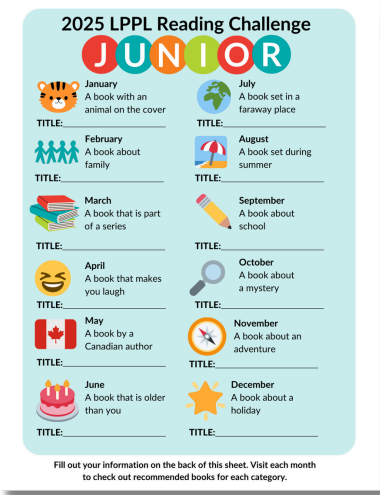 2025 LPPL Reading Challenge
JUNIOR
January
A book with an
animal on the cover
TITLE:
February
A book about
family
TITLE:
March
A book that is part
of a series
TITLE:
April
A book that makes
you laugh
TITLE:
May
A book by a
Canadian author
TITLE:
June
A book that is older
than you
TITLE:
July
A book set in a
faraway place
TITLE:
August
A book set during
summer
TITLE:
September
A book about
school
TITLE:
October
A book about
a mystery
TITLE:
November
A book about an
adventure
TITLE:
December
A book about a
holiday
TITLE:
Fill out your information on the back of this sheet. Visit each month
to check out recommended books for each category.